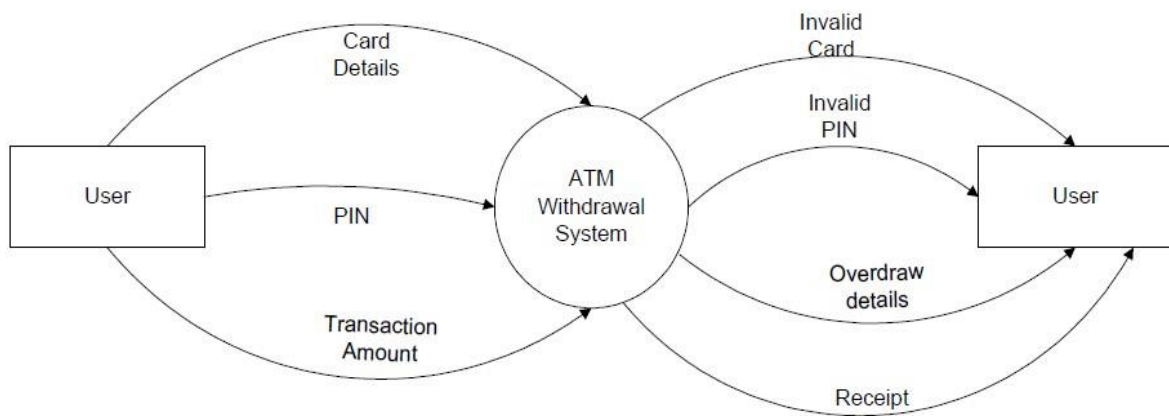 User
Card
Details
PIN
Transaction
Amount
ATM
Withdrawal
System
Invalid
Card
Invalid
PIN
Overdraw
details
Receipt
User